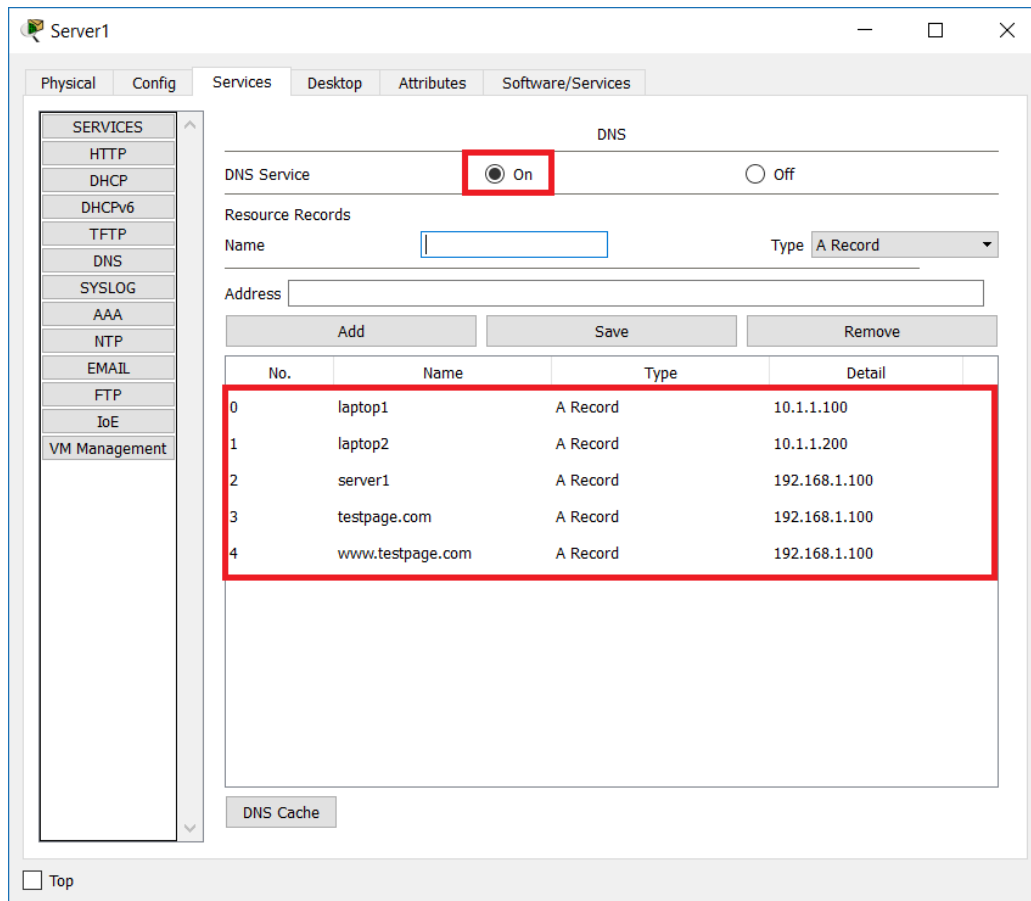 Server1
Physical Config Services Desktop Attributes Software/Services
SERVICES
HTTP
DHCP
DHCPv6
TFTP
DNS
SYSLOG
AAA
NTP
EMAIL
FTP
IoE
VM Management
DNS
DNS Service On Off
Resource Records
Name Type A Record
Address
Add Save Remove
No. Name Type Detail
0 laptop1 A Record 10.1.1.100
1 laptop2 A Record 10.1.1.200
2 server1 A Record 192.168.1.100
3 testpage.com A Record 192.168.1.100
4 www.testpage.com A Record 192.168.1.100
DNS Cache
Top